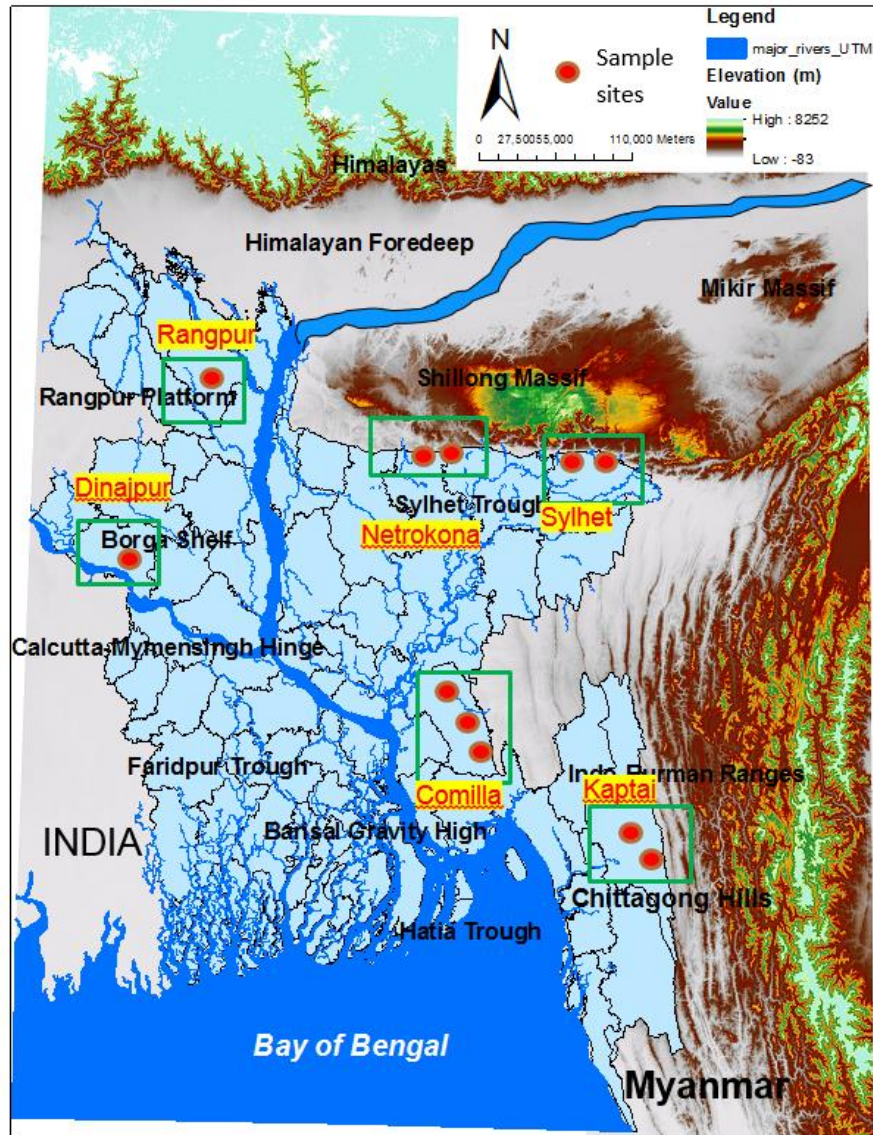 Legend
major_rivers_UTM
Elevation (m)
Value
High : 8252
Low : -83
N
Sample
sites
0 27,50055,000 110,000 Meters
Himalayas
Himalayan Foredeep
Mikir Massif
Rangpur
Shillong Massif
Rangpur Platform
Dinajpur
Sylhet Trough
Sylhet
Netrokona
Borga Shelf
Calcutta-Mymensingh Hinge
Faridpur Trough
Indo-Burman Ranges
Comilla
Kaptai
Barisal Gravity High
INDIA
Chittagong Hills
Hatia Trough
Bay of Bengal
Myanmar